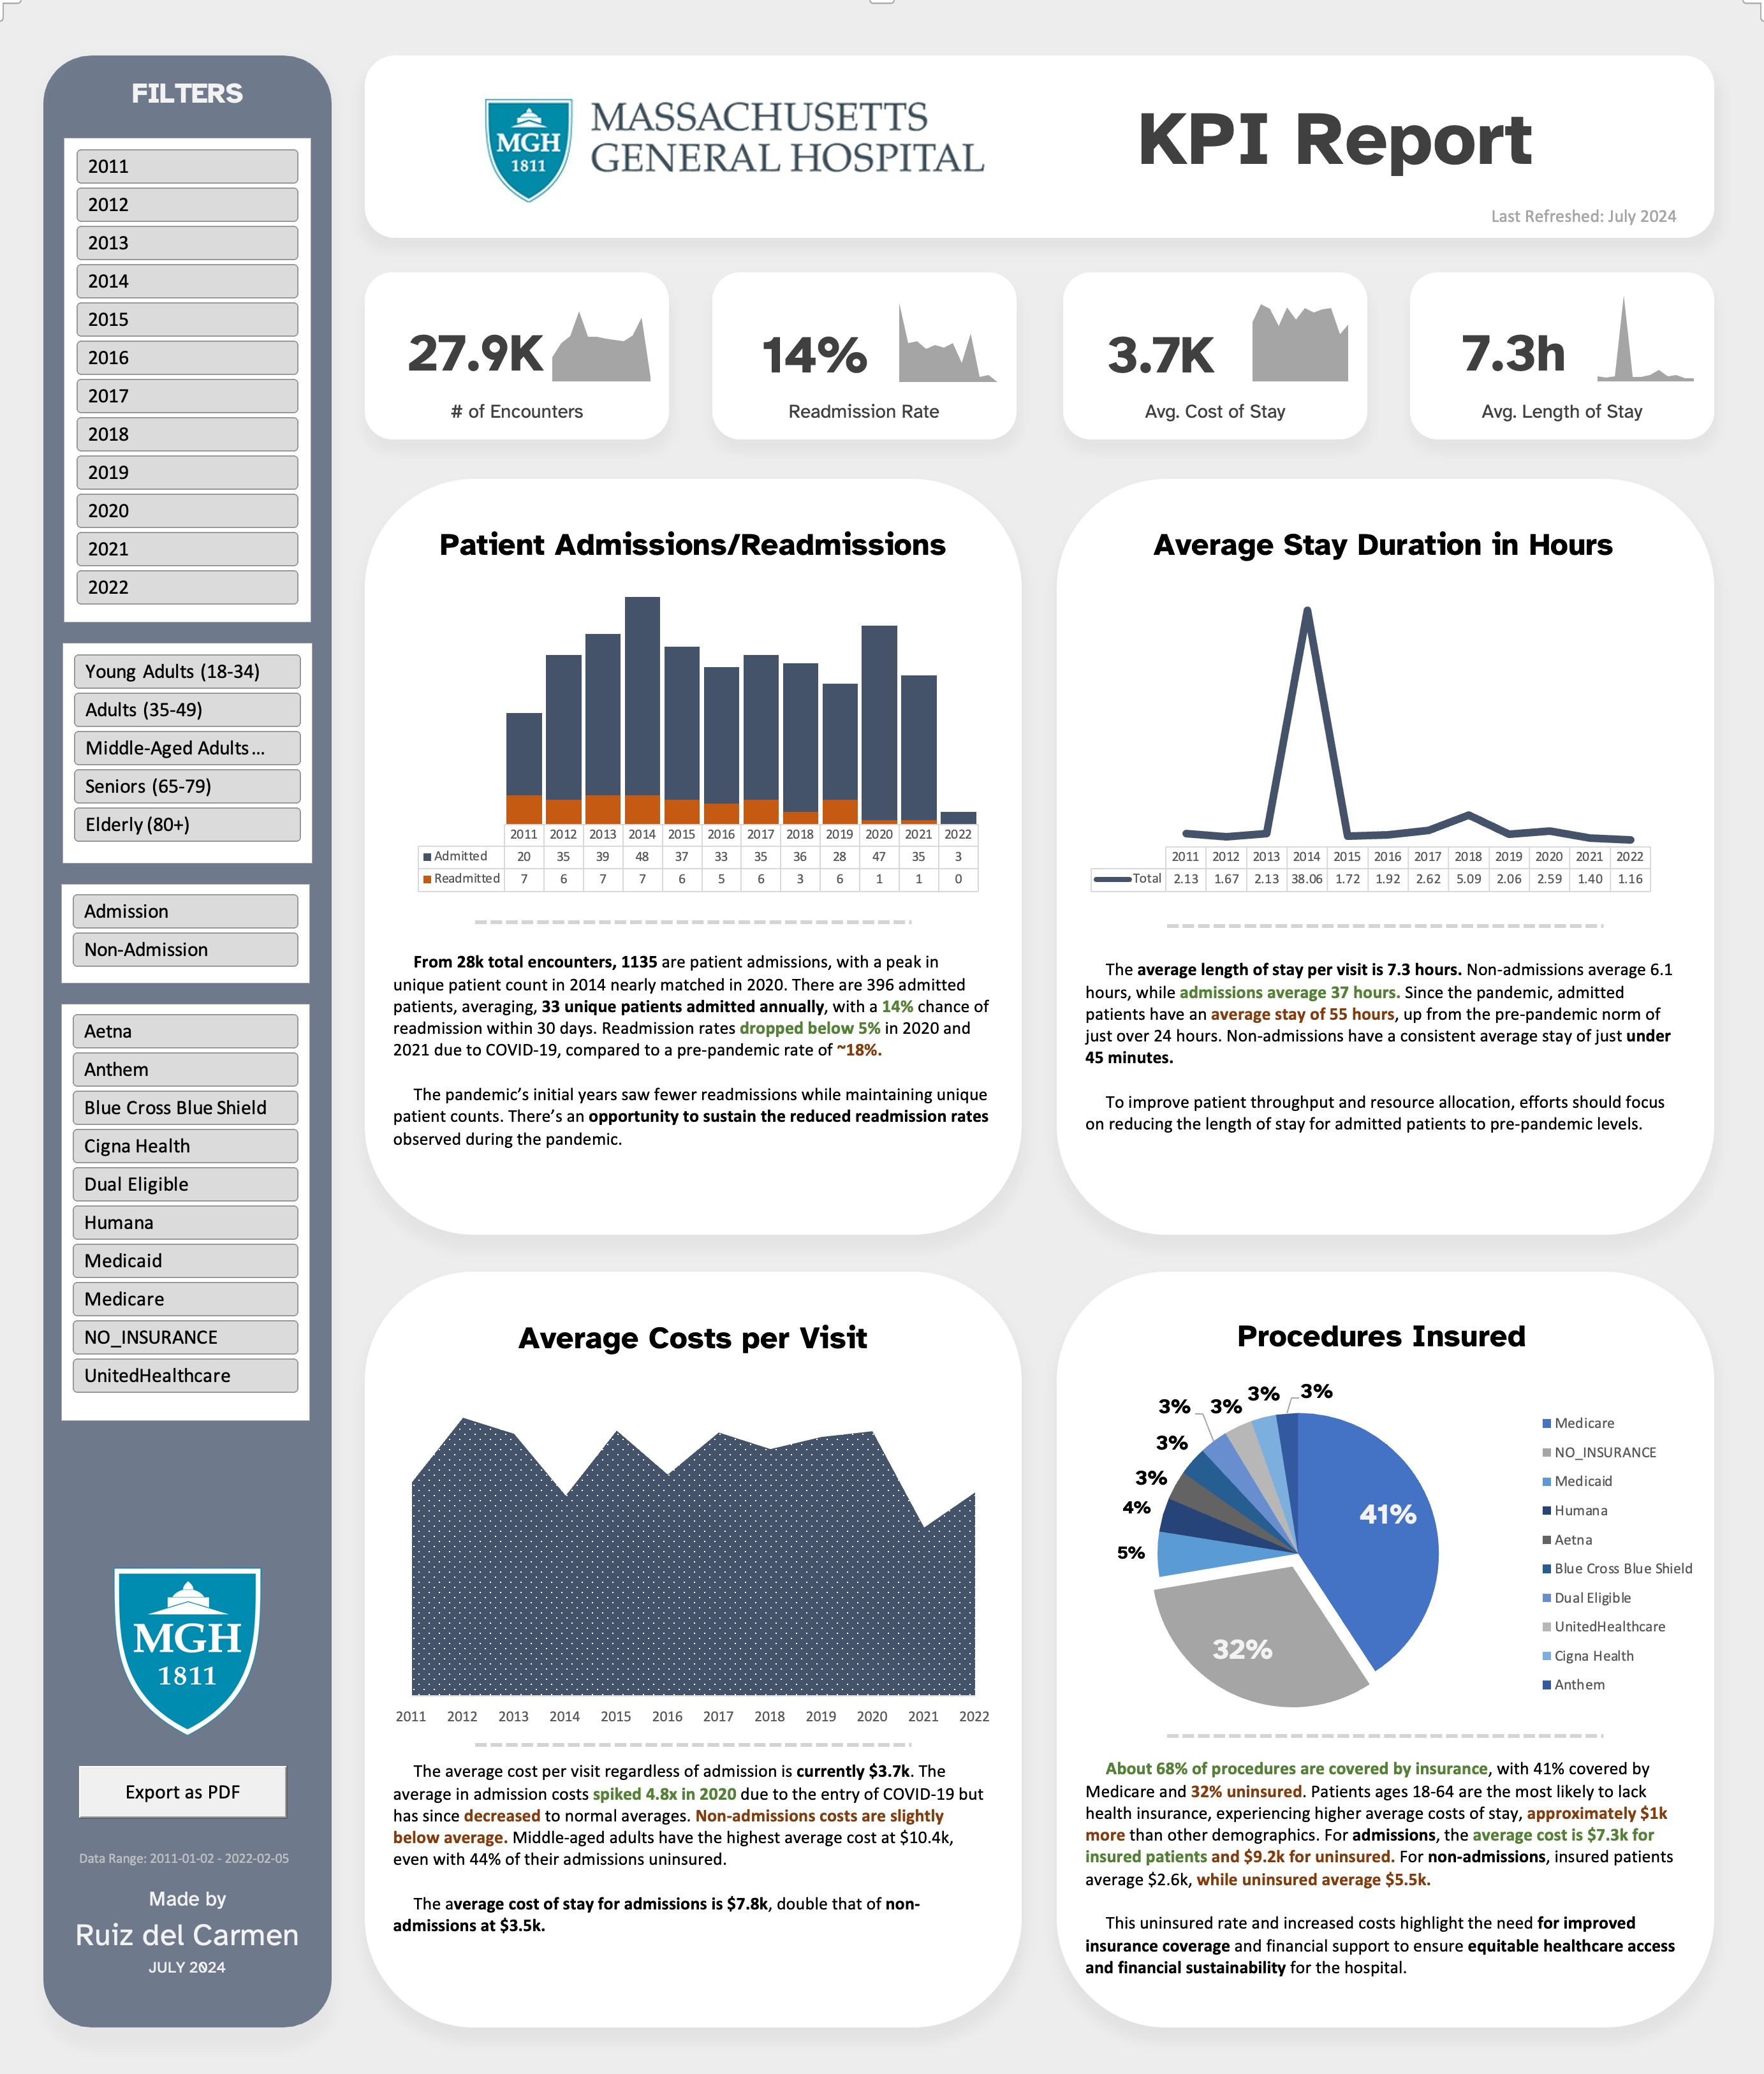 FILTERS
2011
2012
2013
2014
2015
2016
2017
2018
2019
2020
2021
2022
Young Adults (18-34)
Adults (35-49)
Middle-Aged Adults ...
Seniors (65-79)
Elderly (80+)
Admission
Non-Admission
Aetna
Anthem
Blue Cross Blue Shield
Cigna Health
Dual Eligible
Humana
Medicaid
Medicare
NO_INSURANCE
UnitedHealthcare
MGH
1811
Export as PDF
Data Range: 2011-01-02 - 2022-02-05
Made by
Ruiz del Carmen
JULY 2024
MGH
1811
MASSACHUSETTS
GENERAL HOSPITAL
KPI Report
Last Refreshed: July 2024
27.9K
# of Encounters
14%
Readmission Rate
3.7K
Avg. Cost of Stay
7.3h
Avg. Length of Stay
Patient Admissions/Readmissions
2011 2012 2013 2014 2015 2016 2017 2018 2019 2020 2021 2022
Admitted 20 35 39 48 37 33 35 36 28 47 35 3
Readmitted 7 6 7 7 6 5 6 3 6 1 1 0
From 28k total encounters, 1135 are patient admissions, with a peak in
unique patient count in 2014 nearly matched in 2020. There are 396 admitted
patients, averaging, 33 unique patients admitted annually, with a 14% chance of
readmission within 30 days. Readmission rates dropped below 5% in 2020 and
2021 due to COVID-19, compared to a pre-pandemic rate of ~18%.
The pandemic's initial years saw fewer readmissions while maintaining unique
patient counts. There's an opportunity to sustain the reduced readmission rates
observed during the pandemic.
Average Stay Duration in Hours
2011 2012 2013 2014 2015 2016 2017 2018 2019 2020 2021 2022
Total 2.13 1.67 2.13 38.06 1.72 1.92 2.62 5.09 2.06 2.59 1.40 1.16
The average length of stay per visit is 7.3 hours. Non-admissions average 6.1
hours, while admissions average 37 hours. Since the pandemic, admitted
patients have an average stay of 55 hours, up from the pre-pandemic norm of
just over 24 hours. Non-admissions have a consistent average stay of just under
45 minutes.
To improve patient throughput and resource allocation, efforts should focus
on reducing the length of stay for admitted patients to pre-pandemic levels.
Average Costs per Visit
2011 2012 2013 2014 2015 2016 2017 2018 2019 2020 2021 2022
The average cost per visit regardless of admission is currently $3.7k. The
average in admission costs spiked 4.8x in 2020 due to the entry of COVID-19 but
has since decreased to normal averages. Non-admissions costs are slightly
below average. Middle-aged adults have the highest average cost at $10.4k,
even with 44% of their admissions uninsured.
The average cost of stay for admissions is $7.8k, double that of non-
admissions at $3.5k.
Procedures Insured
3% 3% 3% 3%
3%
3%
4%
5%
41%
32%
Medicare
NO_INSURANCE
Medicaid
Humana
Aetna
Blue Cross Blue Shield
Dual Eligible
UnitedHealthcare
Cigna Health
Anthem
About 68% of procedures are covered by insurance, with 41% covered by
Medicare and 32% uninsured. Patients ages 18-64 are the most likely to lack
health insurance, experiencing higher average costs of stay, approximately $1k
more than other demographics. For admissions, the average cost is $7.3k for
insured patients and $9.2k for uninsured. For non-admissions, insured patients
average $2.6k, while uninsured average $5.5k.
This uninsured rate and increased costs highlight the need for improved
insurance coverage and financial support to ensure equitable healthcare access
and financial sustainability for the hospital.